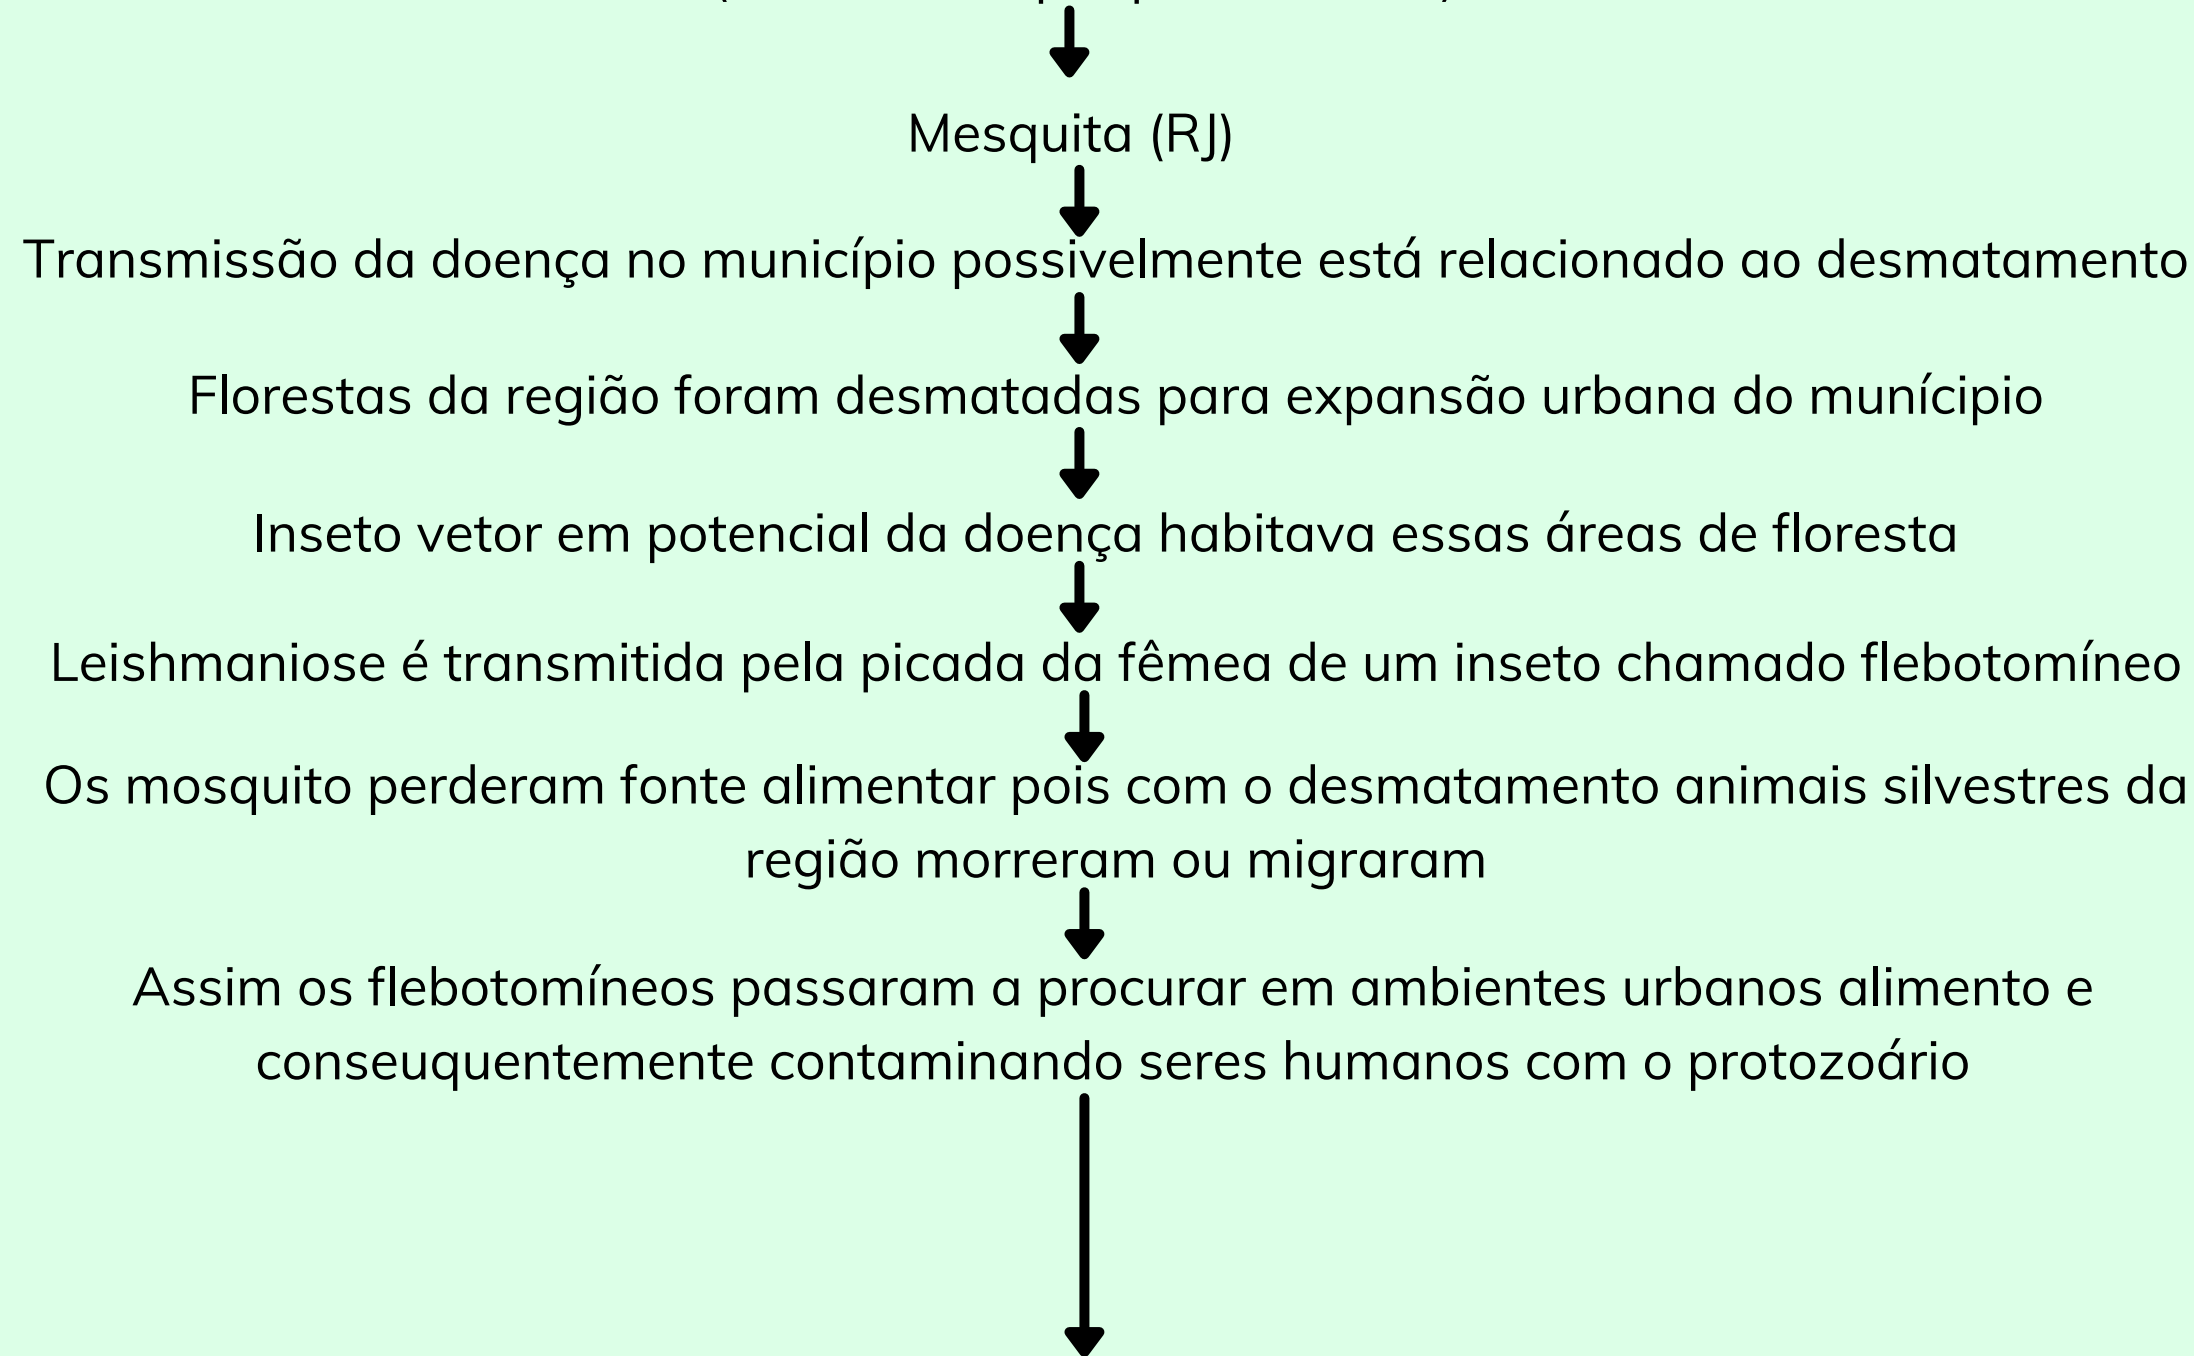 Mesquita (RJ)
Transmissão da doença no município possivelmente está relacionado ao desmatamento
Florestas da região foram desmatadas para expansão urbana do munícipio
Inseto vetor em potencial da doença habitava essas áreas de floresta
Leishmaniose é transmitida pela picada da fêmea de um inseto chamado flebotomíneo
Os mosquito perderam fonte alimentar pois com o desmatamento animais silvestres da
região morreram ou migraram
Assim os flebotomíneos passaram a procurar em ambientes urbanos alimento e
conseuquentemente contaminando seres humanos com o protozoário